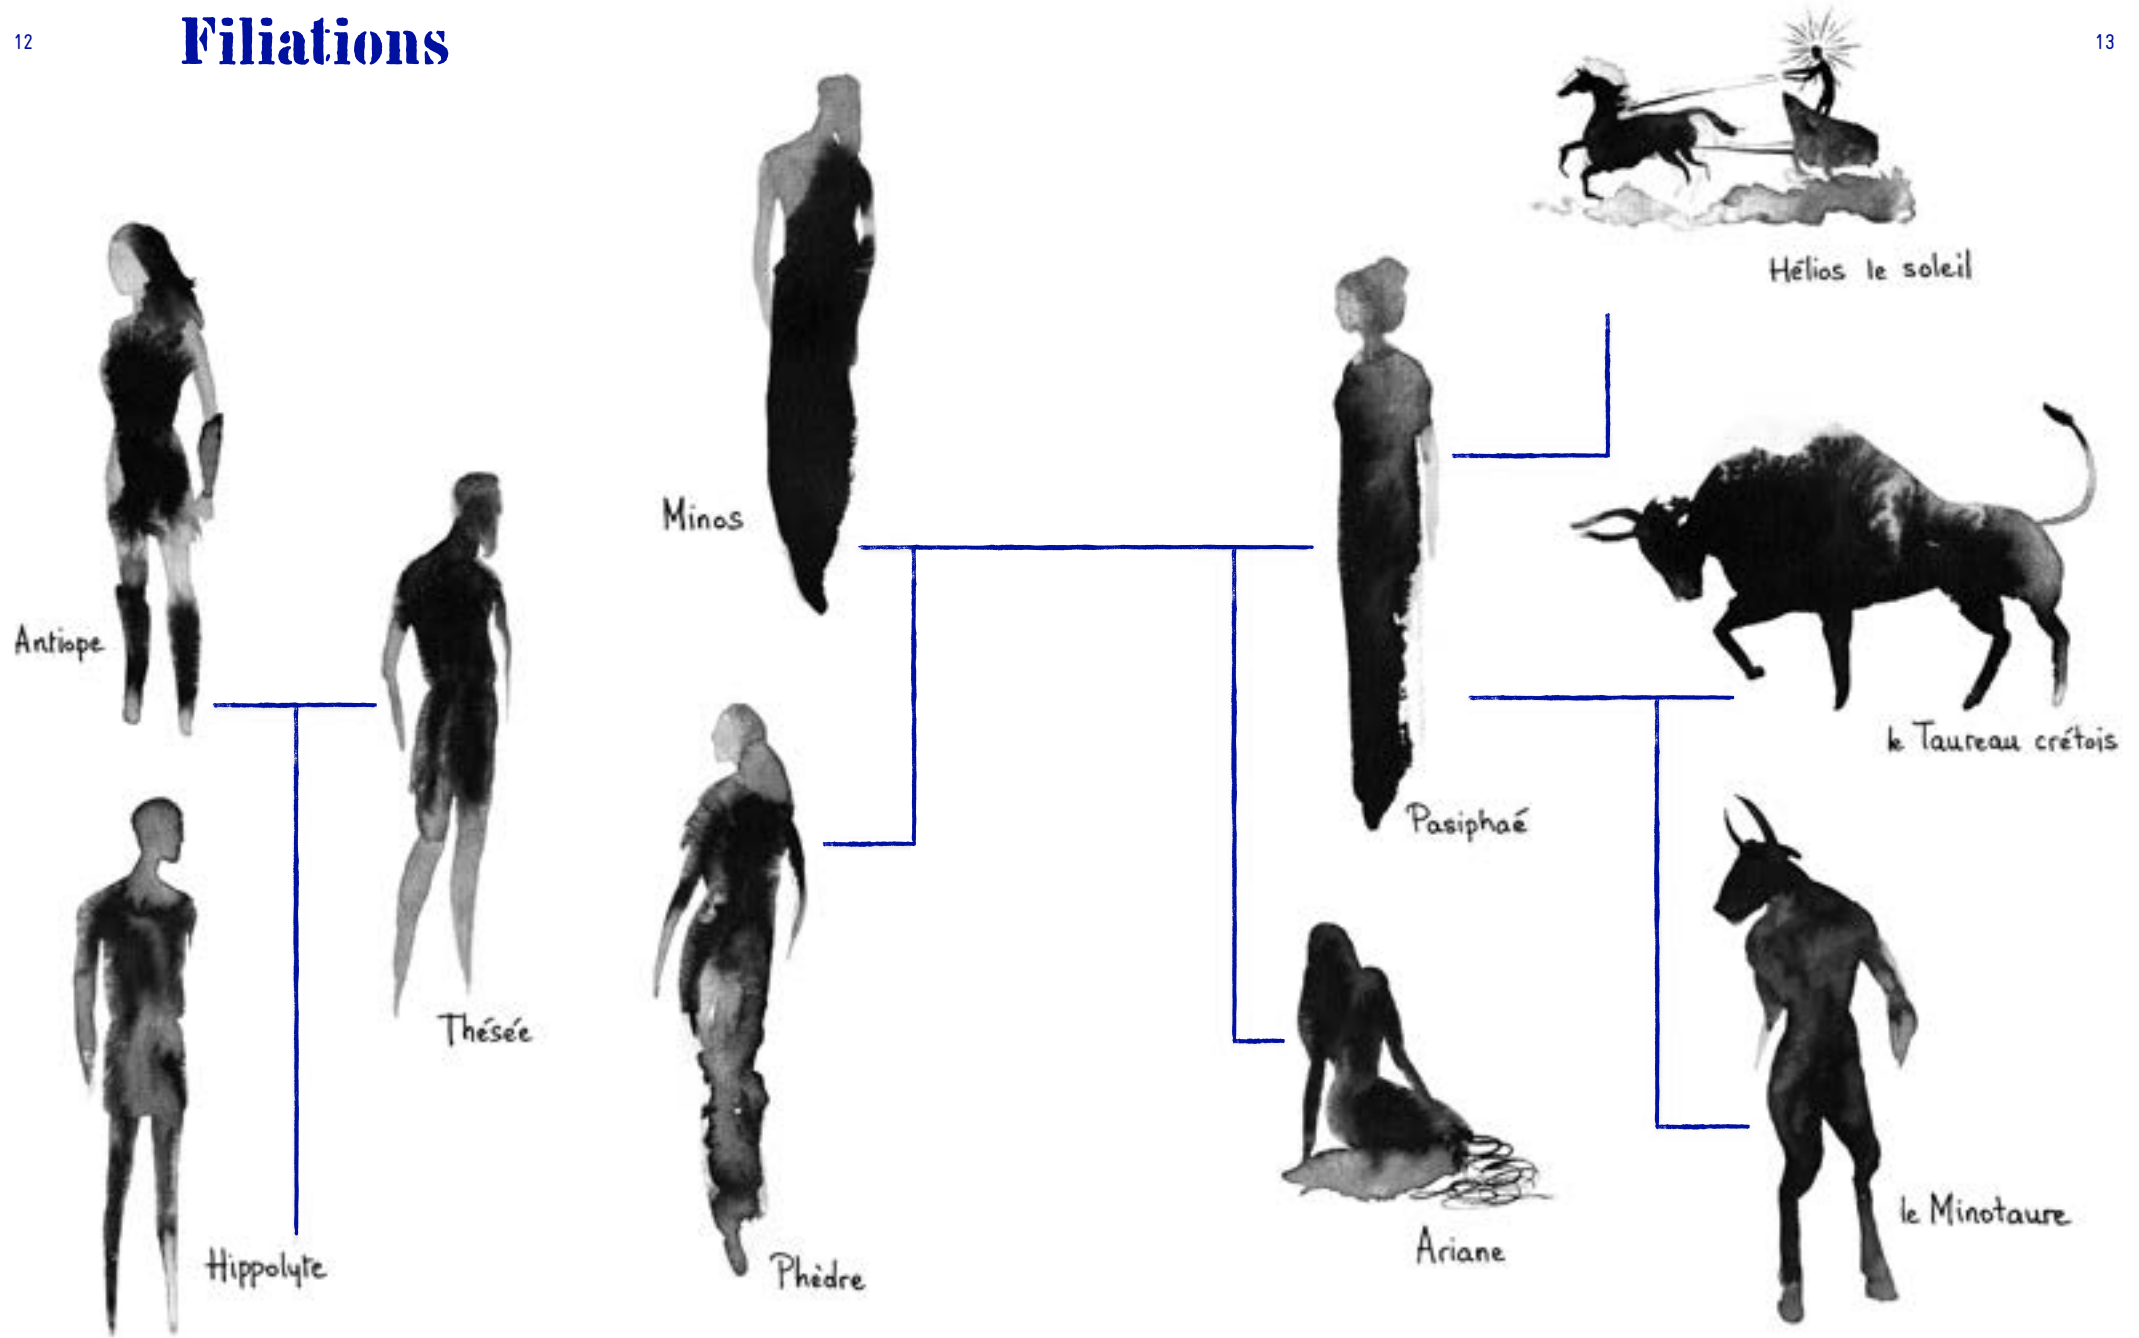 12
Filiations
13
Hélios le soleil
Minos
Antiope
le Taureau crétois
Pasiphaé
Thésée
le Minotaure
Ariane
Hippolyte
Phèdre